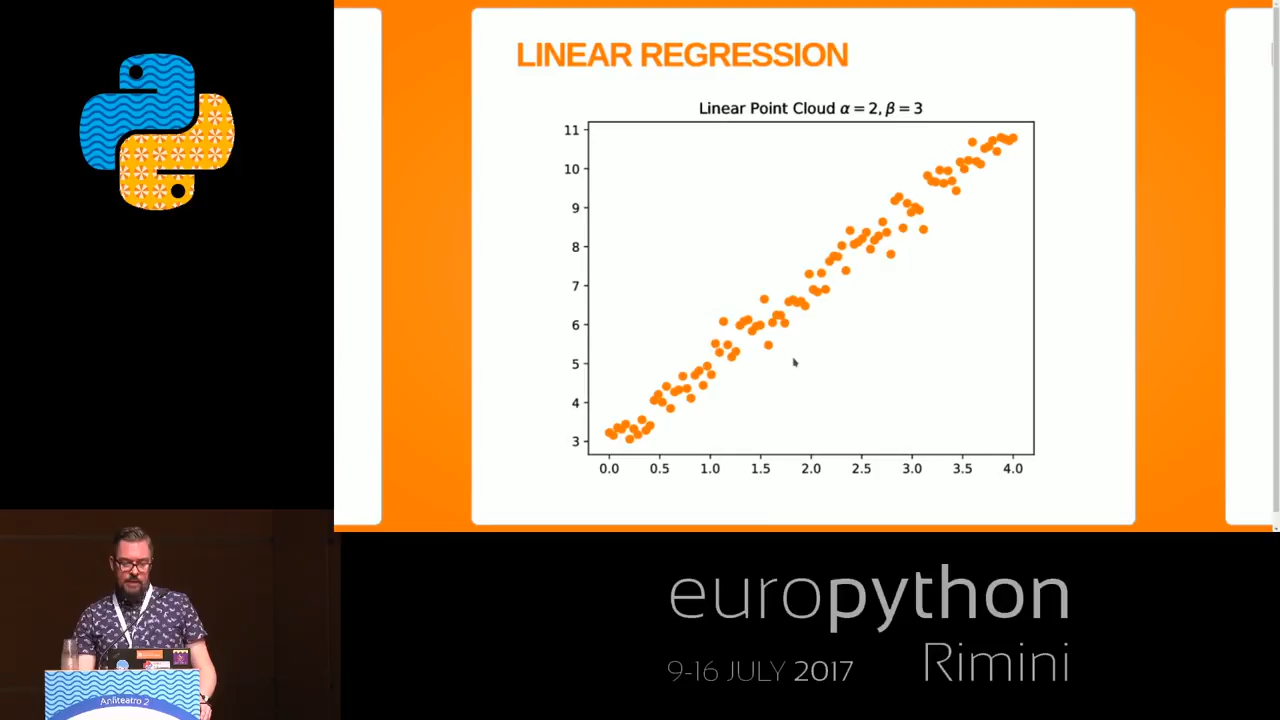 LINEAR REGRESSION
Linear Point Cloud α = 2, β = 3
11
10
9
8
7
6
5
4
3
0.0 0.5 1.0 1.5 2.0 2.5 3.0 3.5 4.0
Anfiteatro 2
europython
9-16 JULY 2017 Rimini